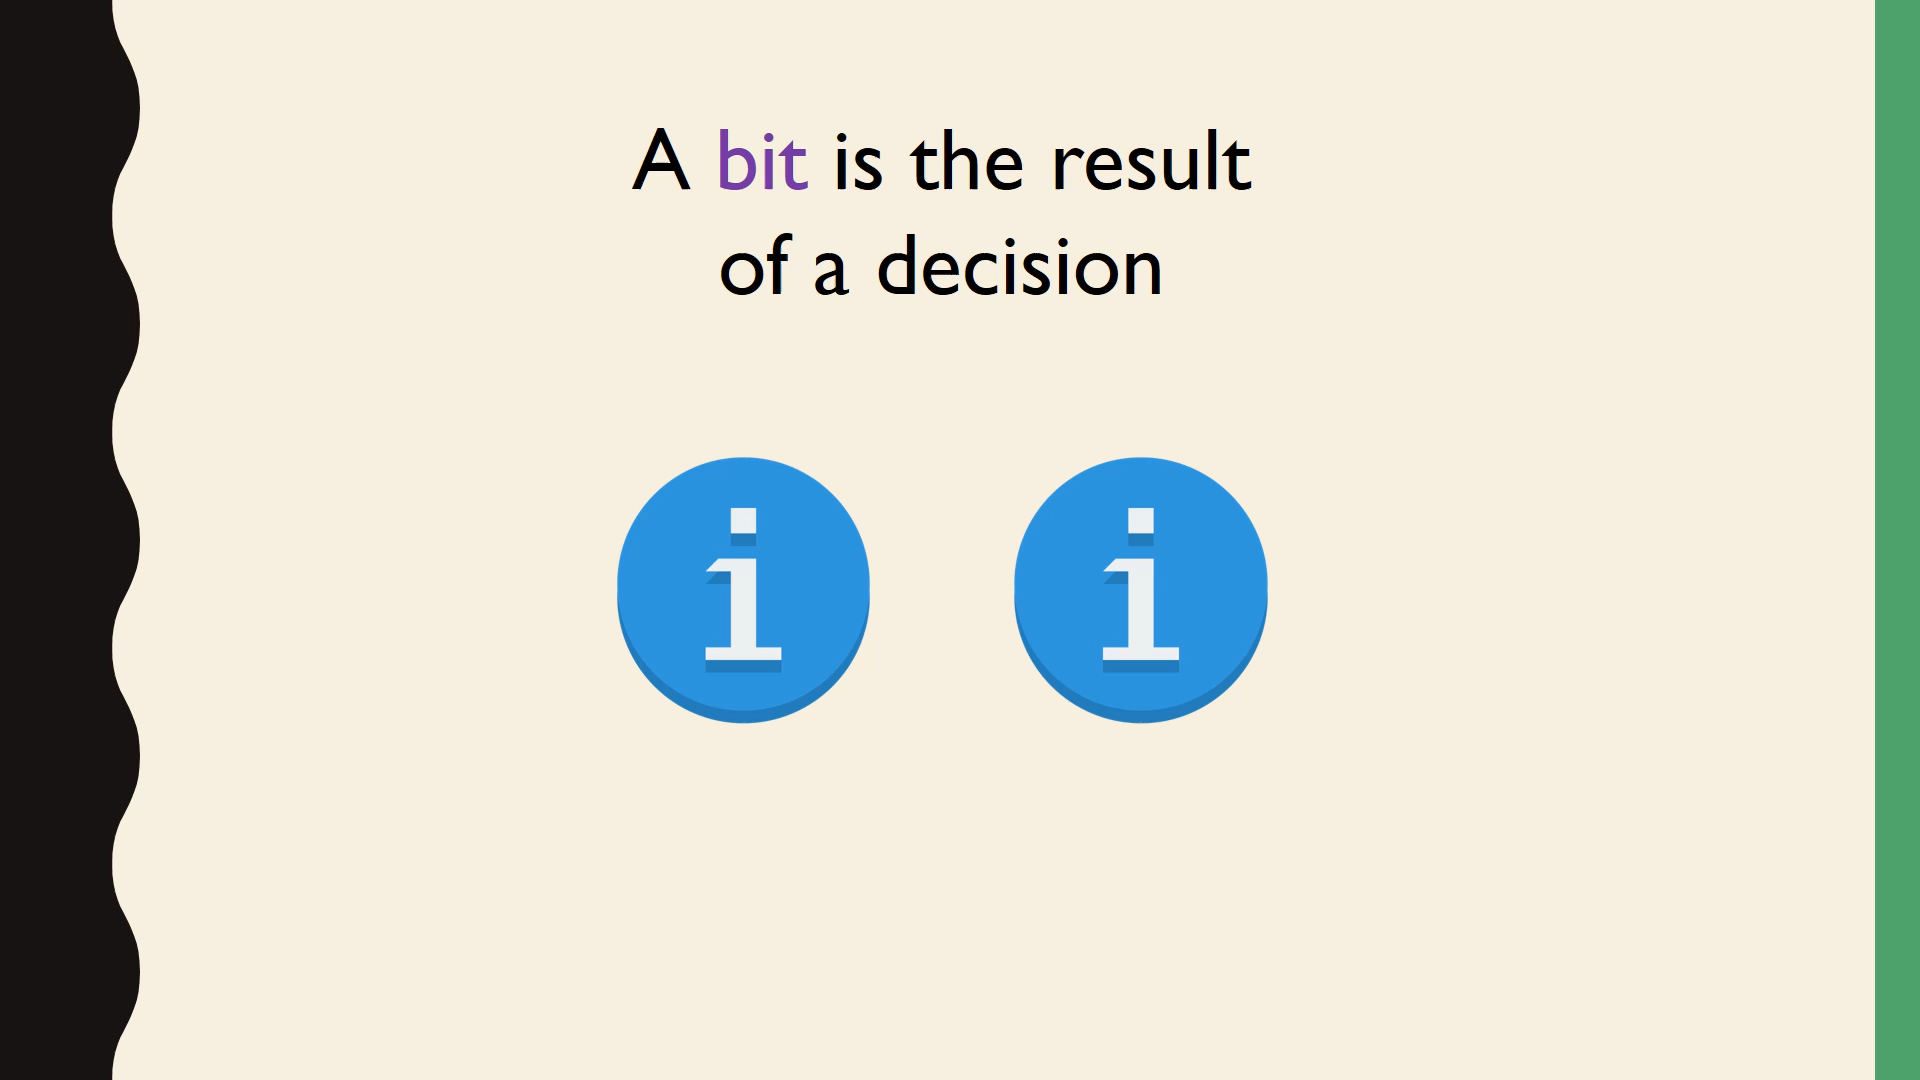 A bit is the result
of a decision
i i